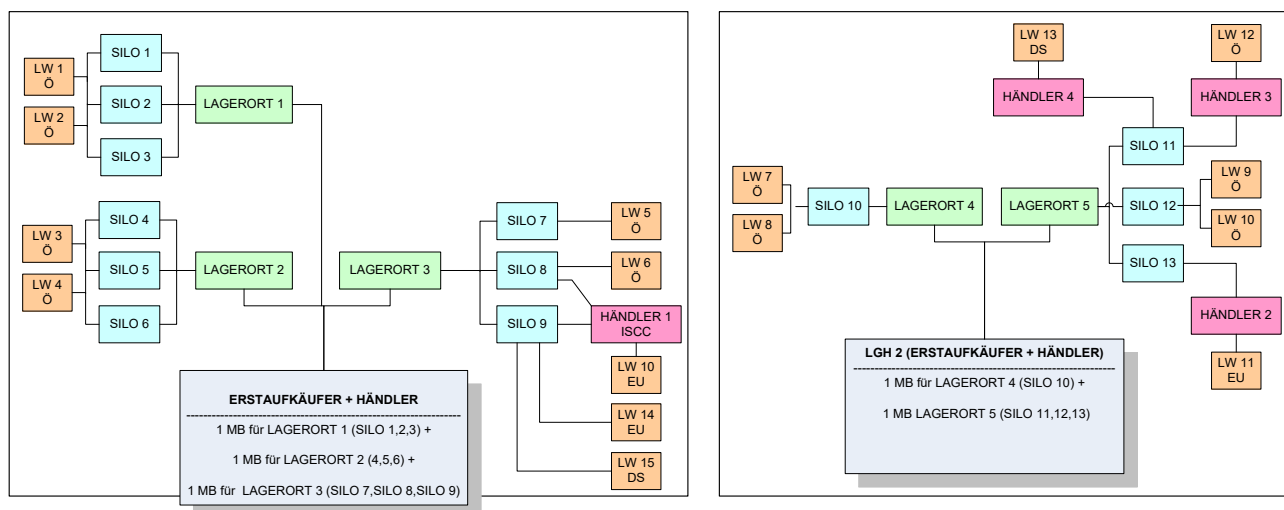 SILO 1
LW 1
Ö
SILO 2
LAGERORT 1
LW 2
Ö
SILO 3
SILO 4
LW 3
Ö
SILO 5
LAGERORT 2
LW 4
Ö
SILO 6
LAGERORT 3
SILO 7
LW 5
Ö
SILO 8
LW 6
Ö
SILO 9
HÄNDLER 1
ISCC
LW 10
EU
LW 14
EU
LW 15
DS
ERSTAUFKÄUFER + HÄNDLER
1 MB für LAGERORT 1 (SILO 1,2,3) +
1 MB für LAGERORT 2 (4,5,6) +
1 MB für LAGERORT 3 (SILO 7,SILO 8,SILO 9)
LW 13
DS
LW 12
Ö
HÄNDLER 4
HÄNDLER 3
SILO 11
LW 7
Ö
LW 8
Ö
SILO 10
LAGERORT 4
LAGERORT 5
SILO 12
LW 9
Ö
LW 10
Ö
SILO 13
HÄNDLER 2
LW 11
EU
LGH 2 (ERSTAUFKÄUFER + HÄNDLER)
1 MB für LAGERORT 4 (SILO 10) +
1 MB LAGERORT 5 (SILO 11,12,13)